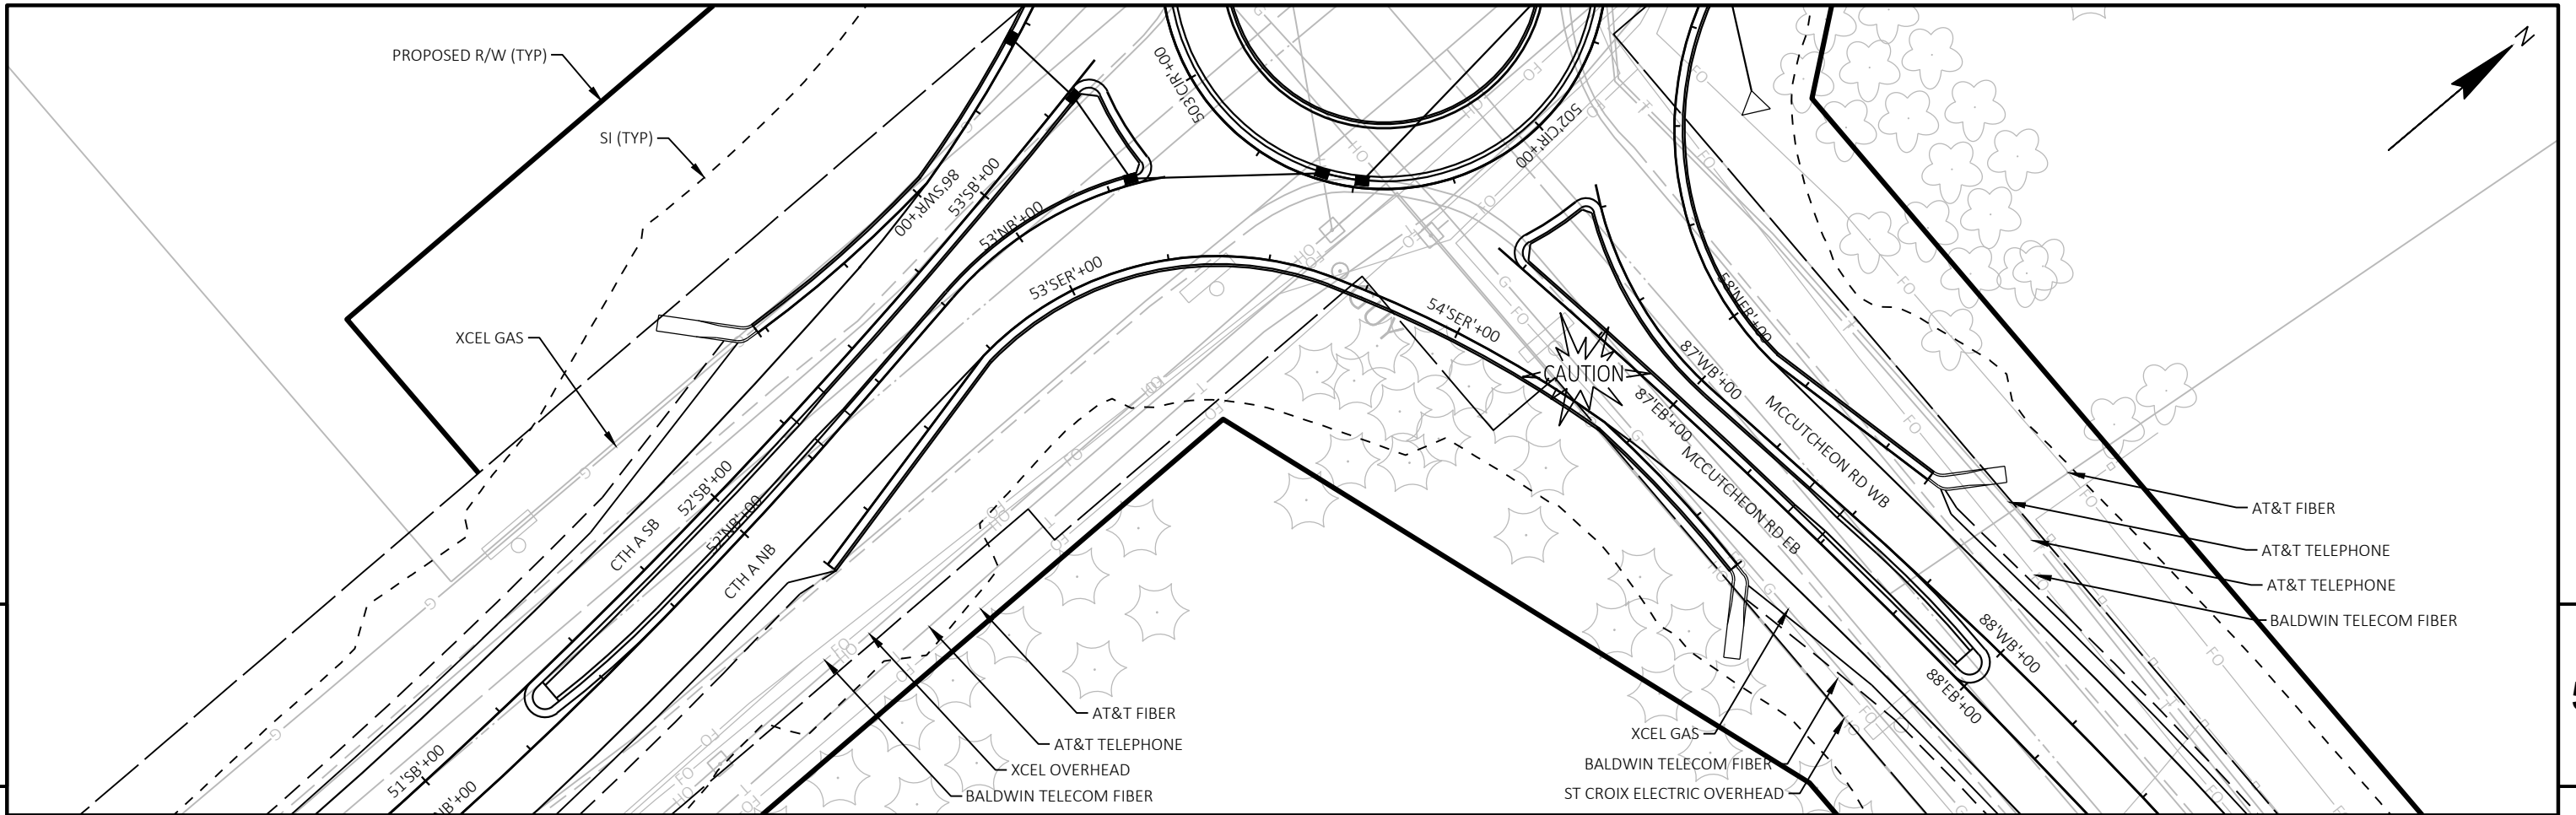 PROPOSED R/W (TYP)
SI (TYP)
XCEL GAS
N
503'CIR'+00
502'CIR'+00
86'SWR'+00
53'SB'+00
53'NB'+00
53'SER'+00
54'SER'+00
CAUTION
58'NER'+00
87'WB'+00
87'EB'+00
MCCUTCHEON RD WB
MCCUTCHEON RD EB
52'SB'+00
52'NB'+00
CTH A SB
CTH A NB
51'SB'+00
NB'+00
88'WB'+00
88'EB'+00
AT&T FIBER
AT&T TELEPHONE
AT&T TELEPHONE
BALDWIN TELECOM FIBER
AT&T FIBER
AT&T TELEPHONE
XCEL OVERHEAD
BALDWIN TELECOM FIBER
XCEL GAS
BALDWIN TELECOM FIBER
ST CROIX ELECTRIC OVERHEAD